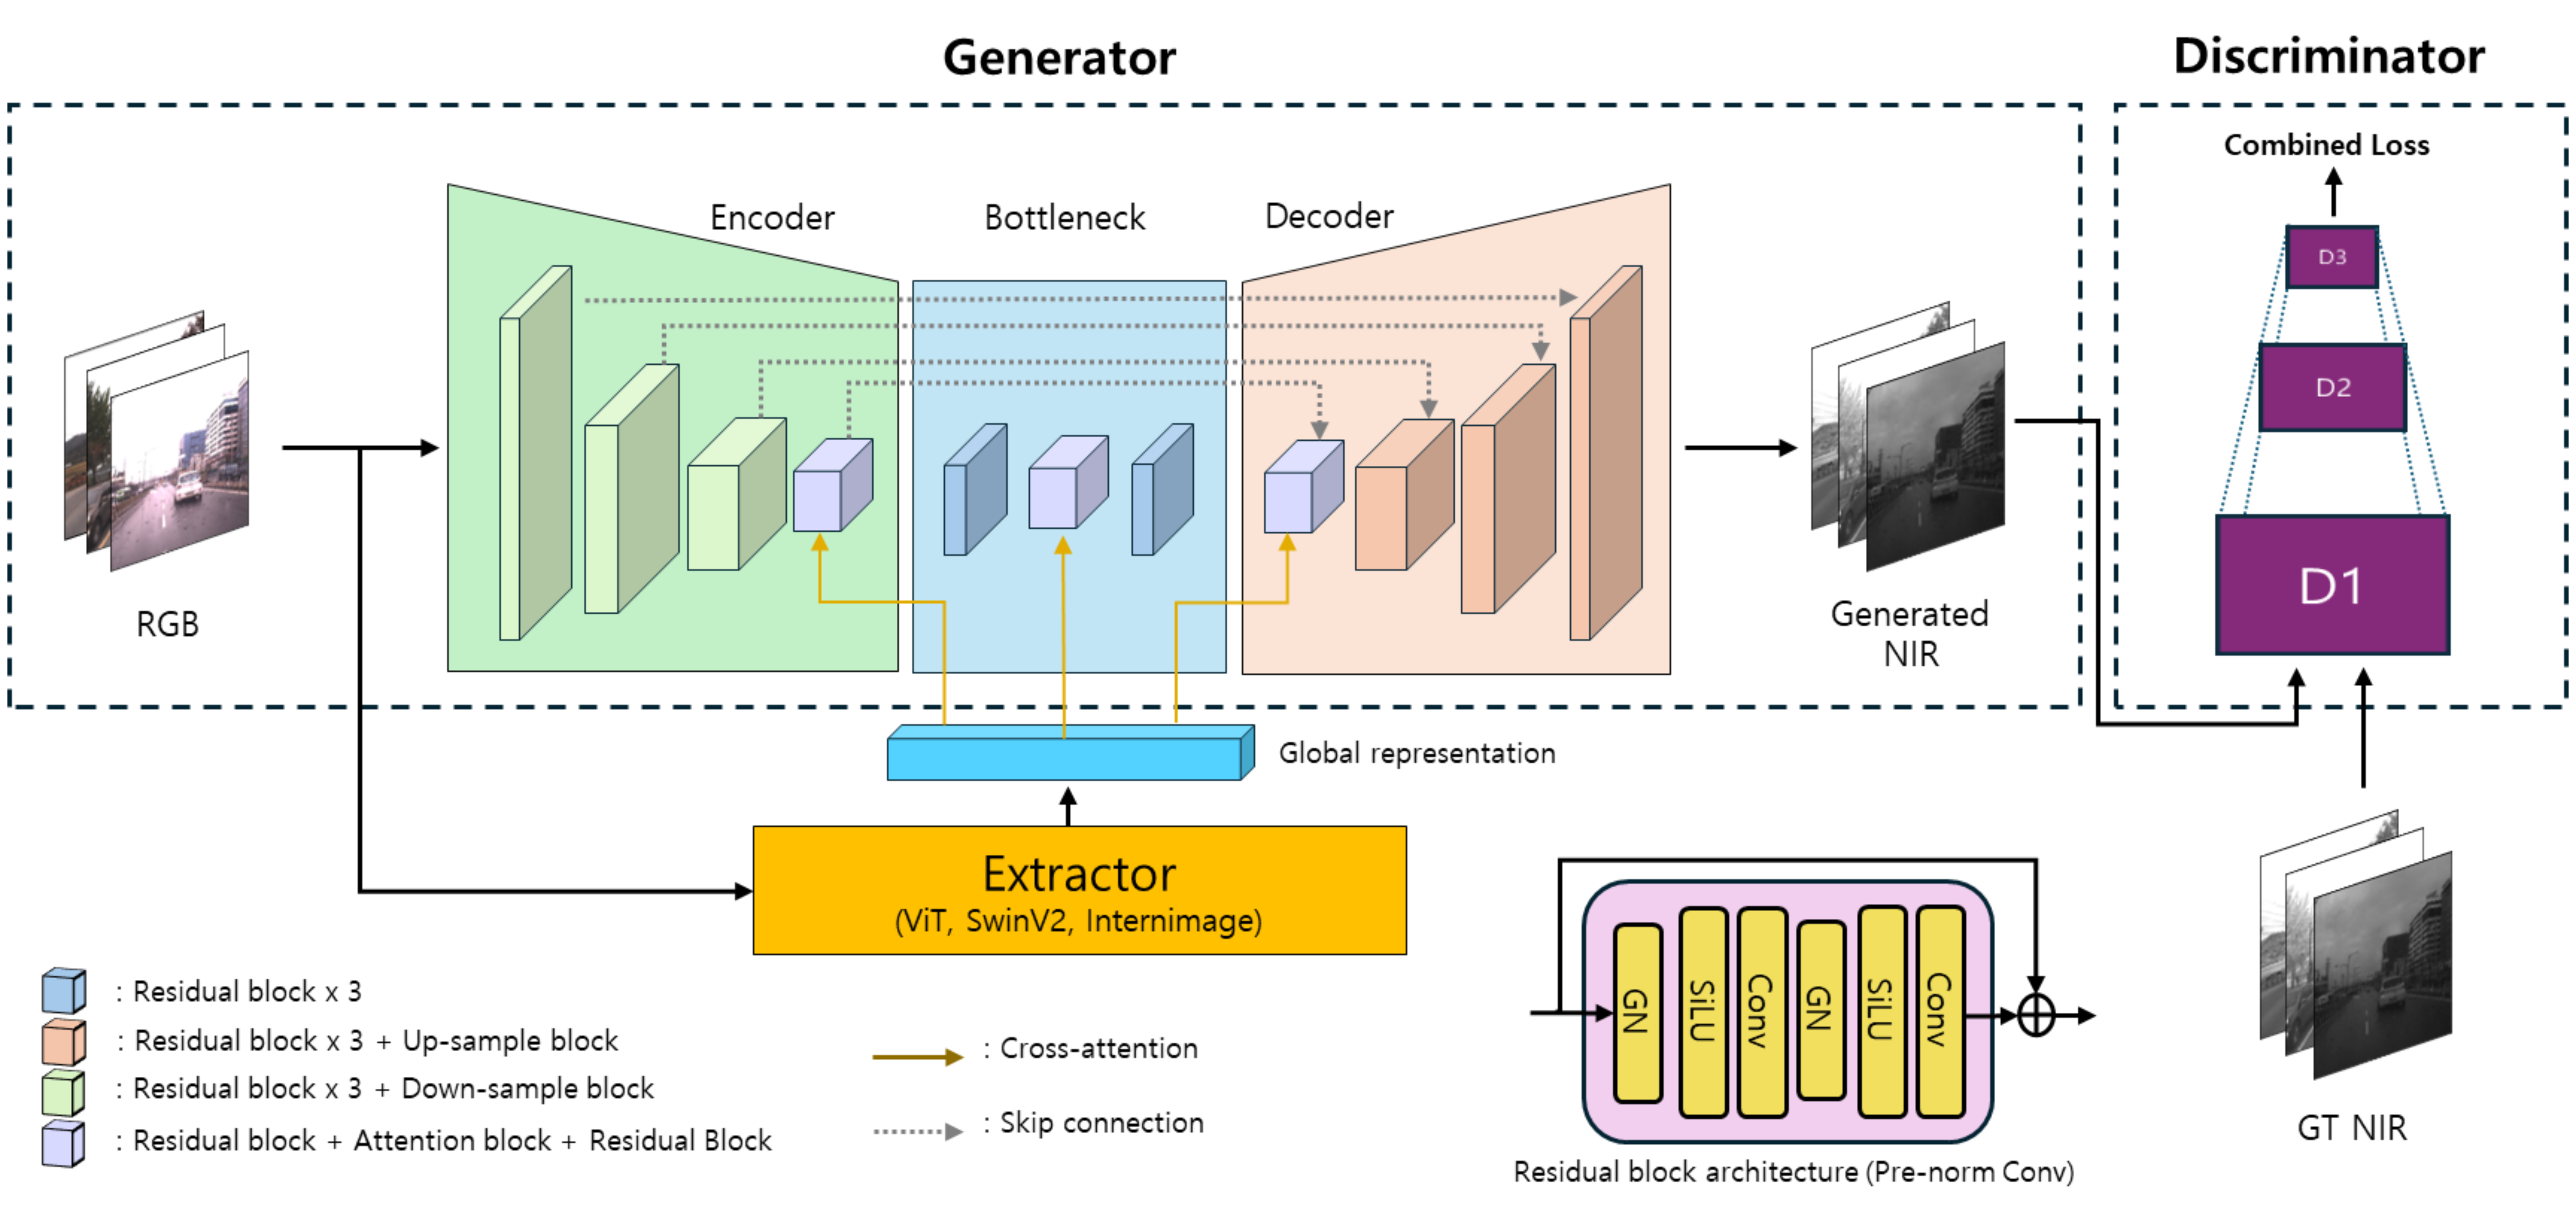 Generator
Discriminator
Combined Loss
Encoder
Bottleneck
Decoder
D3
D2
D1
RGB
Generated
NIR
Global representation
Extractor
(ViT, SwinV2, Internimage)
: Residual block x 3
: Residual block x 3 + Up-sample block
: Residual block x 3 + Down-sample block
: Residual block + Attention block + Residual Block
: Cross-attention
: Skip connection
GN
SiLU
Conv
GN
SiLU
Conv
Residual block architecture (Pre-norm Conv)
GT NIR